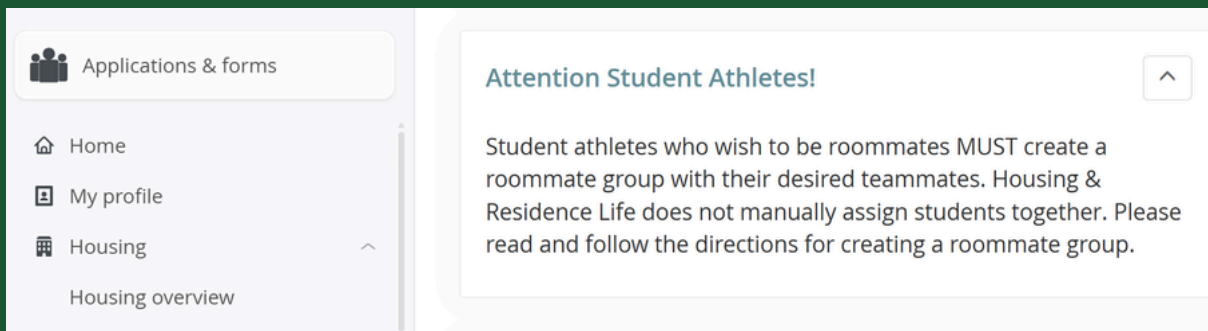 Applications & forms
Home
My profile
Housing
Housing overview
Attention Student Athletes!
Student athletes who wish to be roommates MUST create a
roommate group with their desired teammates. Housing &
Residence Life does not manually assign students together. Please
read and follow the directions for creating a roommate group.